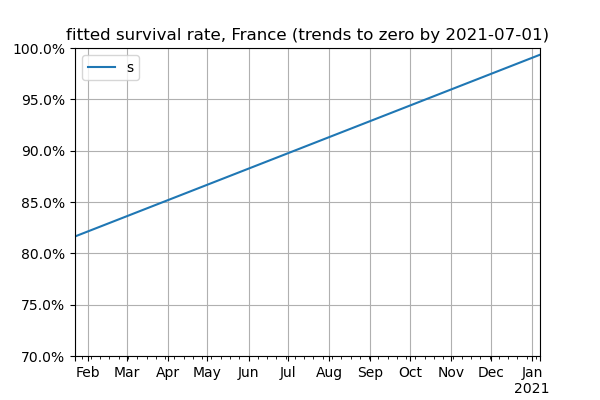 fitted survival rate, France (trends to zero by 2021-07-01)
100.0%
s
95.0%
90.0%
85.0%
80.0%
75.0%
70.0%
Feb Mar Apr May Jun Jul Aug Sep Oct Nov Dec Jan
2021